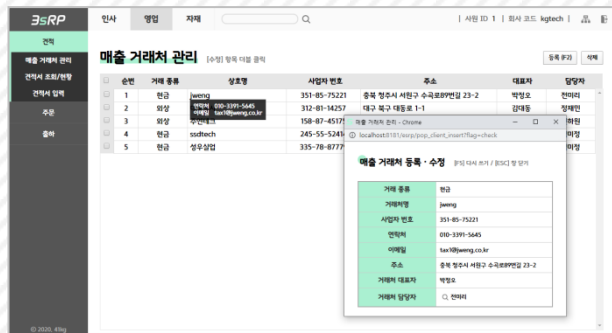 3sRP
인사 영업 자재
| 사원 ID 1 | 회사 코드 kgtech |
견적
매출 거래처 관리
견적서 조회/현황
견적서 입력
주문
출하
© 2020. 41kg
매출 거래처 관리 [수정] 항목 더블 클릭
등록 (F2) 삭제
순번 거래 종류 상호명 사업자 번호 주소 대표자 담당자
1 현금 jweng 351-85-75221 충북 청주시 서원구 수곡로89번길 23-2 박정오 천미리
2 외상 312-81-14257 대구 북구 대동로 1-1 김대동 정재민
연락처 010-3391-5645
이메일 tax1@jweng.co.kr
3 외상 158-87-4517
4 현금 ssdtech 245-55-5241
5 현금 성우실업 335-78-8777
매출 거래처 관리 - Chrome
localhost:8181/esrp/pop_client_insert?flag=check
매출 거래처 등록 · 수정 [F5] 다시 쓰기 / [ESC] 창 닫기
거래 종류 현금
거래처명 jweng
사업자 번호 351-85-75221
연락처 010-3391-5645
이메일 tax1@jweng.co.kr
주소 충북 청주시 서원구 수곡로89번길 23-2
거래처 대표자 박정오
거래처 담당자 천미리